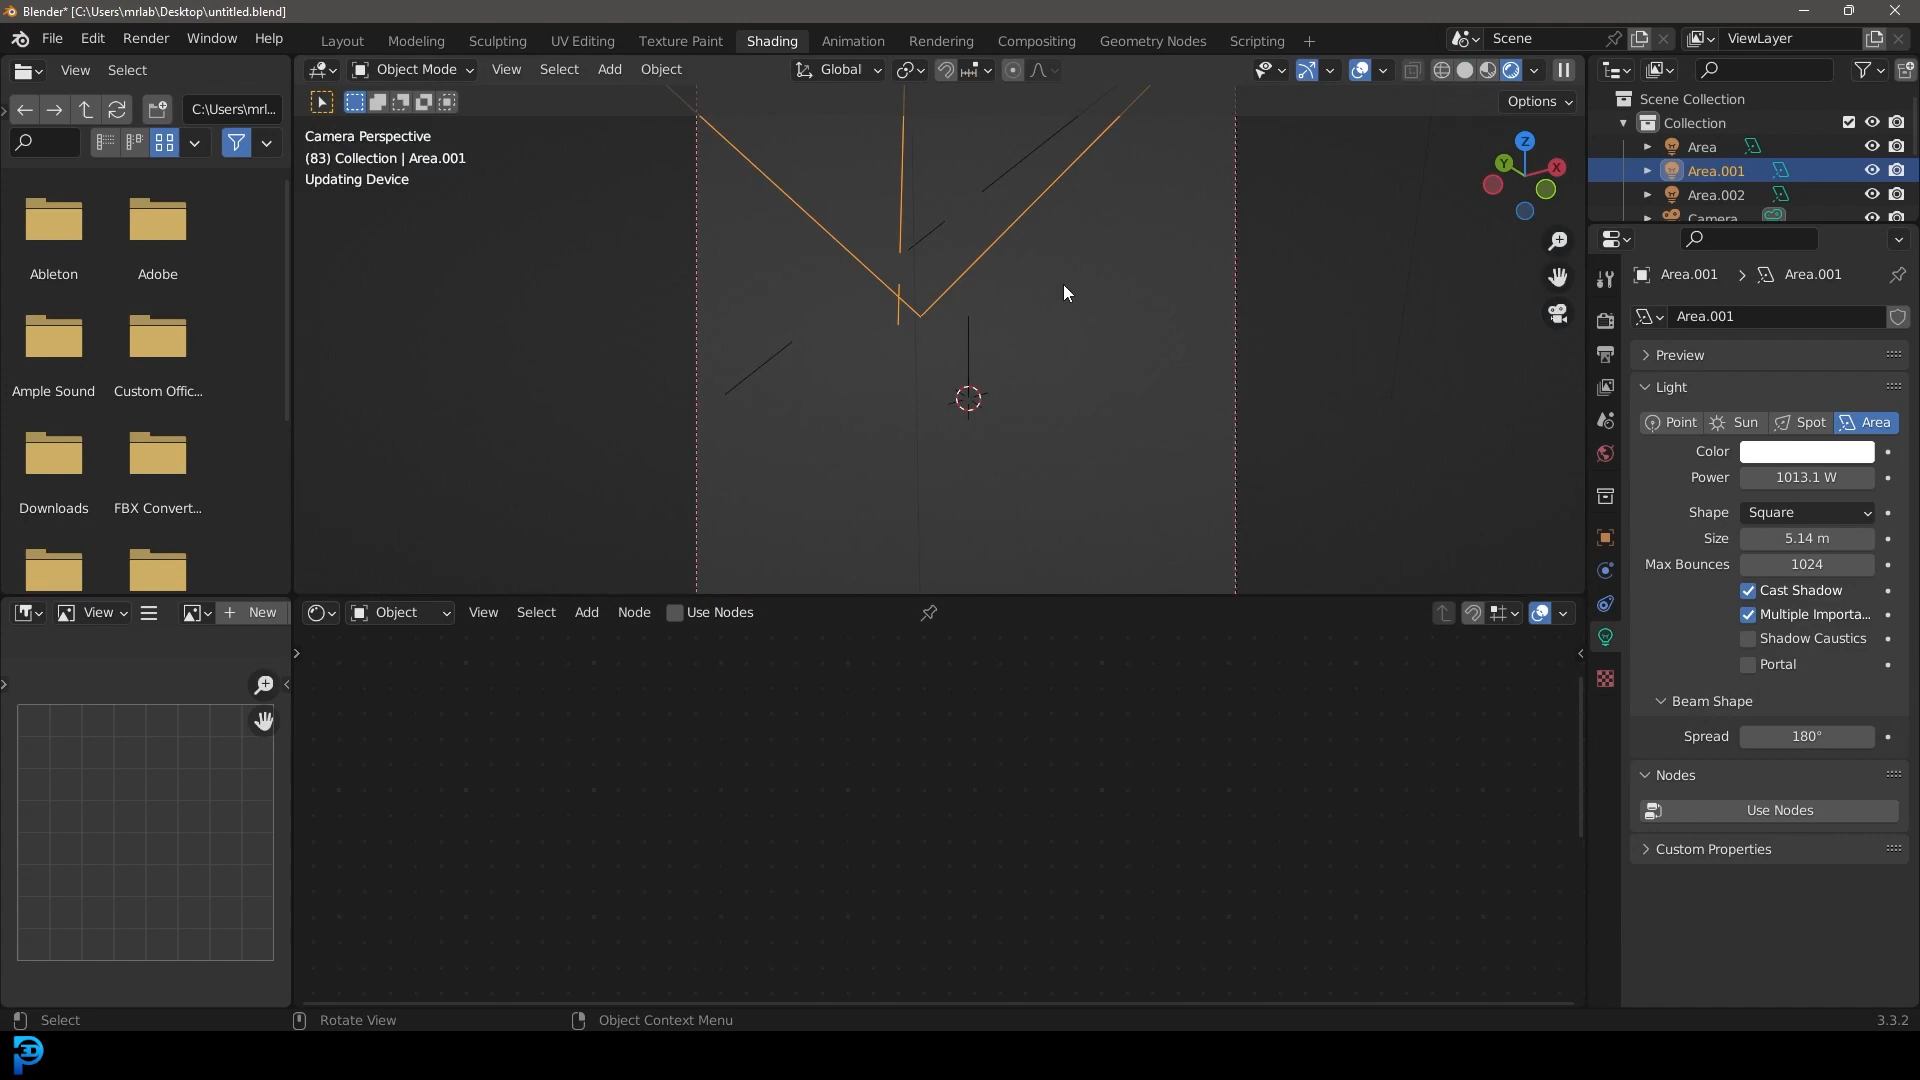 Blender* [C:\Users\mrlab\Desktop\untitled.blend]
File Edit Render Window Help
Layout Modeling Sculpting UV Editing Texture Paint Shading Animation Rendering Compositing Geometry Nodes Scripting
Scene
ViewLayer
View Select
Object Mode View Select Add Object
Global
Options
C:\Users\mrl...
Camera Perspective
(83) Collection | Area.001
Updating Device
Z
Y
X
Scene Collection
Collection
Area
Area.001
Area.002
Camera
Ableton
Adobe
Ample Sound
Custom Offic...
Downloads
FBX Convert...
Area.001 Area.001
Area.001
Preview
Light
Point Sun Spot Area
Color
Power 1013.1 W
Shape Square
Size 5.14 m
Max Bounces 1024
Cast Shadow
Multiple Importa...
Shadow Caustics
Portal
Beam Shape
Spread 180°
Nodes
Use Nodes
Custom Properties
View
New
Object View Select Add Node Use Nodes
Select
Rotate View
Object Context Menu
3.3.2
3D